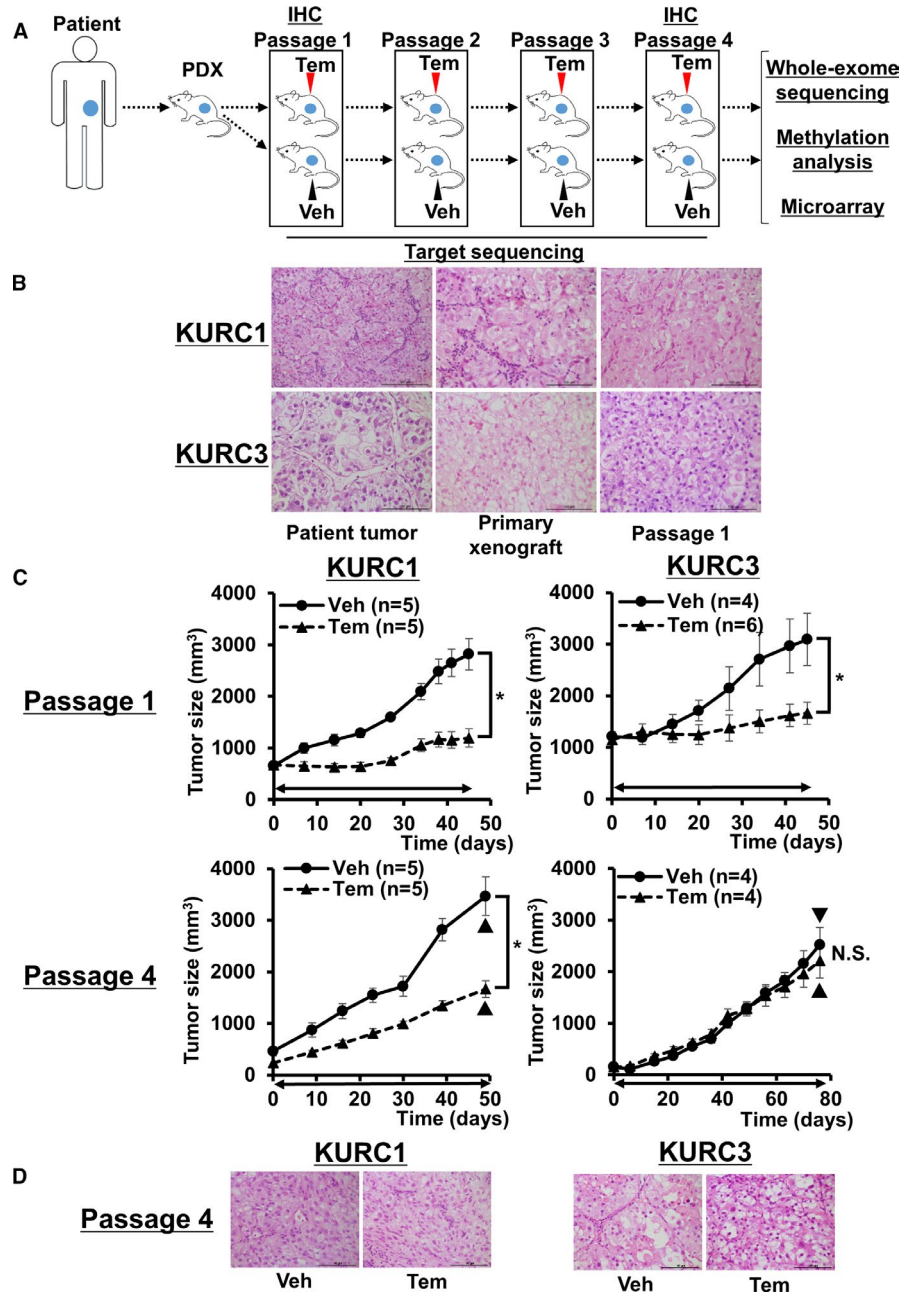 A
Patient
PDX
IHC
Passage 1
Passage 2
Passage 3
IHC
Passage 4
Tem
Tem
Tem
Tem
Veh
Veh
Veh
Veh
Whole-exome
sequencing
Methylation
analysis
Microarray
Target sequencing
B
KURC1
KURC3
Patient tumor
Primary
xenograft
Passage 1
C
KURC1
KURC3
Passage 1
Tumor size (mm³)
4000
3000
2000
1000
0
Veh (n=5)
Tem (n=5)
*
0 10 20 30 40 50
Time (days)
Tumor size (mm³)
4000
3000
2000
1000
0
Veh (n=4)
Tem (n=6)
*
0 10 20 30 40 50
Time (days)
Passage 4
Tumor size (mm³)
4000
3000
2000
1000
0
Veh (n=5)
Tem (n=5)
*
0 10 20 30 40 50
Time (days)
Tumor size (mm³)
4000
3000
2000
1000
0
Veh (n=4)
Tem (n=4)
N.S.
0 20 40 60 80
Time (days)
D
KURC1
KURC3
Passage 4
Veh
Tem
Veh
Tem